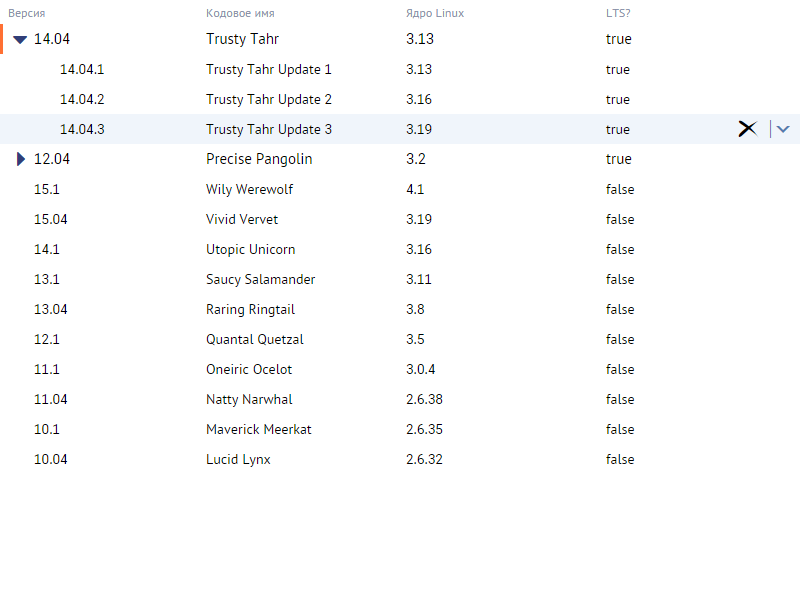 Версия Кодовое имя Ядро Linux LTS?
14.04 Trusty Tahr 3.13 true
14.04.1 Trusty Tahr Update 1 3.13 true
14.04.2 Trusty Tahr Update 2 3.16 true
14.04.3 Trusty Tahr Update 3 3.19 true
12.04 Precise Pangolin 3.2 true
15.1 Wily Werewolf 4.1 false
15.04 Vivid Vervet 3.19 false
14.1 Utopic Unicorn 3.16 false
13.1 Saucy Salamander 3.11 false
13.04 Raring Ringtail 3.8 false
12.1 Quantal Quetzal 3.5 false
11.1 Oneiric Ocelot 3.0.4 false
11.04 Natty Narwhal 2.6.38 false
10.1 Maverick Meerkat 2.6.35 false
10.04 Lucid Lynx 2.6.32 false